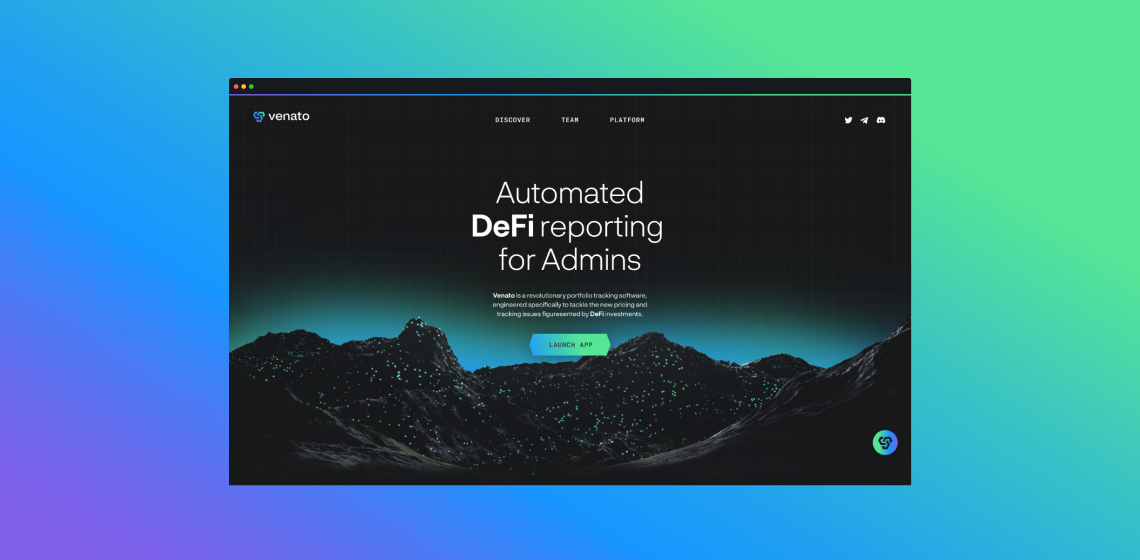 venato
DISCOVER TEAM PLATFORM
Automated
DeFi reporting
for Admins
Venato is a revolutionary portfolio tracking software,
engineered specifically to tackle the new pricing and
tracking issues figuresented by DeFi investments.
LAUNCH APP